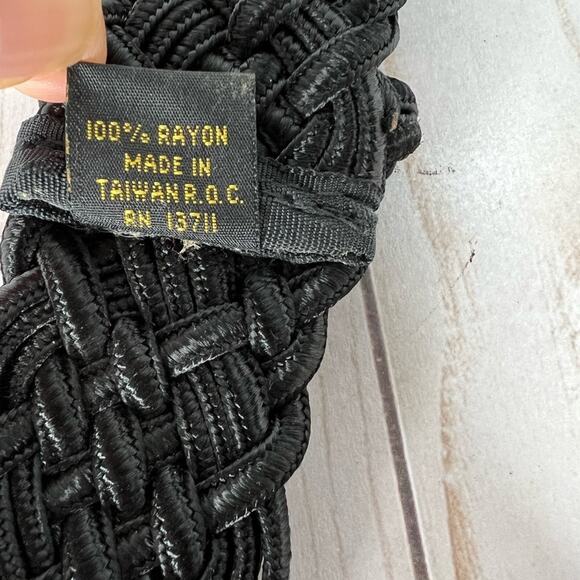 100% RAYON
MADE IN
TAIWAN R.O.C.
RN 13711